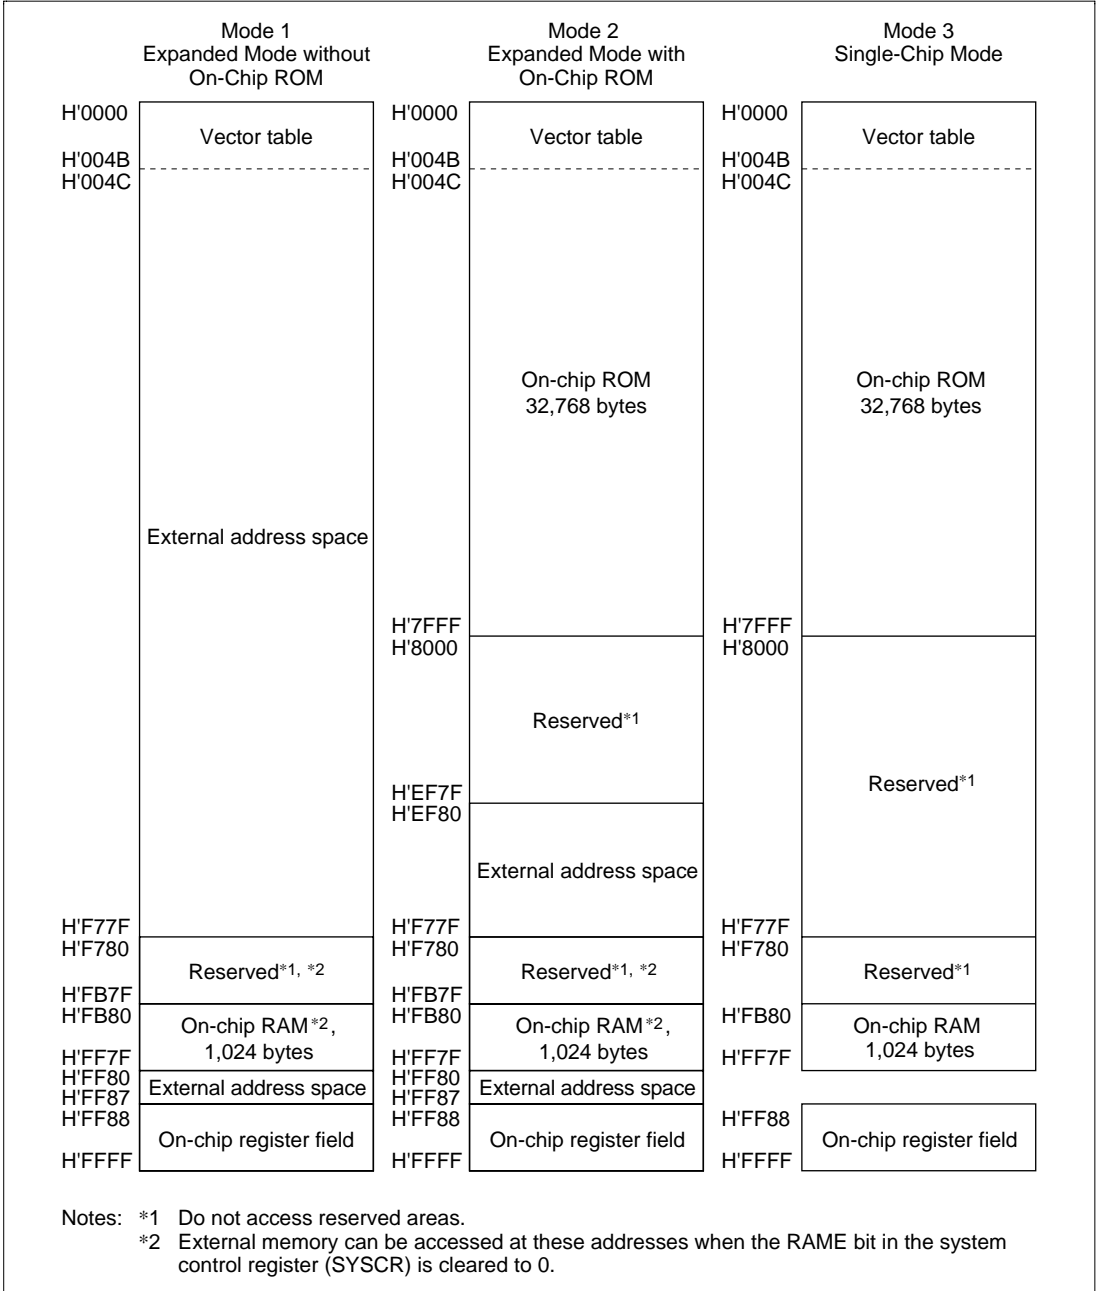 Mode 1
Expanded Mode without
On-Chip ROM
Mode 2
Expanded Mode with
On-Chip ROM
Mode 3
Single-Chip Mode
H'0000
Vector table
H'004B
H'004C
External address space
H'F77F
H'F780
Reserved*1, *2
H'FB7F
H'FB80
On-chip RAM*2,
1,024 bytes
H'FF7F
H'FF80
External address space
H'FF87
H'FF88
On-chip register field
H'FFFF
H'0000
Vector table
H'004B
H'004C
On-chip ROM
32,768 bytes
H'7FFF
H'8000
Reserved*1
H'EF7F
H'EF80
External address space
H'F77F
H'F780
Reserved*1, *2
H'FB7F
H'FB80
On-chip RAM*2,
1,024 bytes
H'FF7F
H'FF80
External address space
H'FF87
H'FF88
On-chip register field
H'FFFF
H'0000
Vector table
H'004B
H'004C
On-chip ROM
32,768 bytes
H'7FFF
H'8000
Reserved*1
H'F77F
H'F780
Reserved*1
H'FB80
On-chip RAM
1,024 bytes
H'FF7F
H'FF88
On-chip register field
H'FFFF
Notes: *1 Do not access reserved areas.
*2 External memory can be accessed at these addresses when the RAME bit in the system
control register (SYSCR) is cleared to 0.